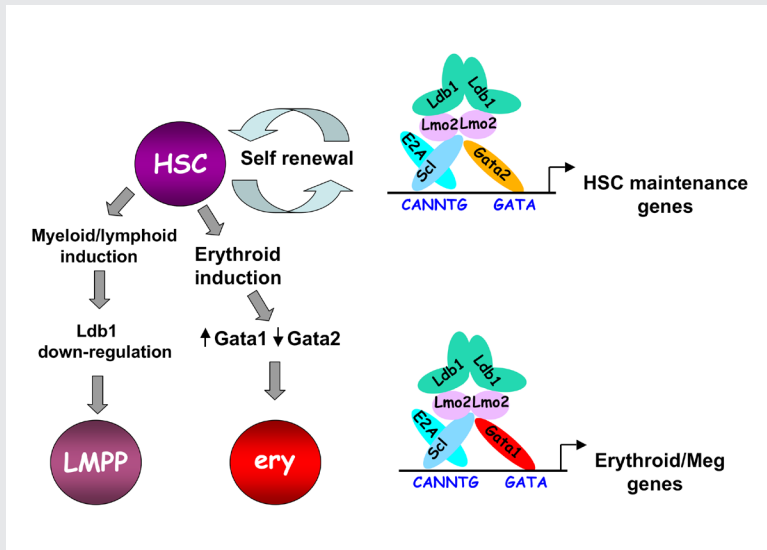 HSC
Self renewal
Myeloid/lymphoid
induction
Erythroid
induction
Ldb1
down-regulation
↑Gata1 ↓Gata2
LMPP
ery
Ldb1 Ldb1
Lmo2 Lmo2
E2A
Scl
Gata2
CANNTG GATA
HSC maintenance
genes
Ldb1 Ldb1
Lmo2 Lmo2
E2A
Scl
Gata1
CANNTG GATA
Erythroid/Meg
genes